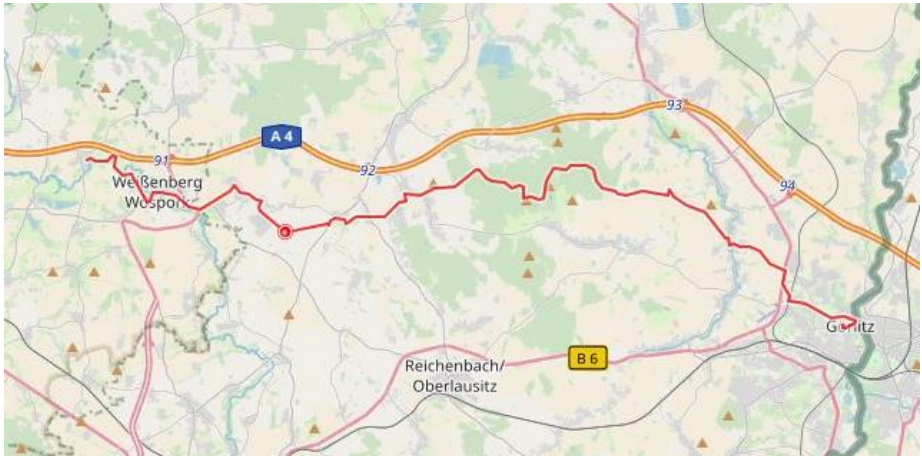 93
A 4
91
92
94
Weißenberg
Wospork
Görlitz
Reichenbach/
Oberlausitz
B 6